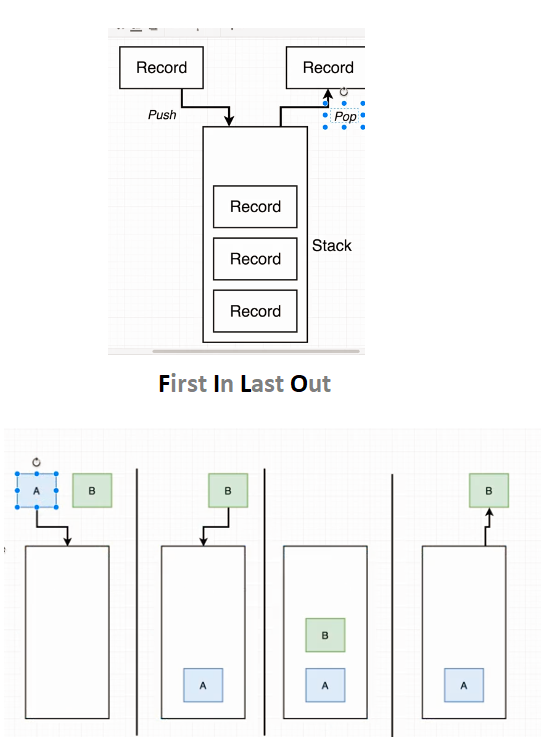 Record Record
Push Pop
Record
Stack
Record
Record
First In Last Out
A B B B
B
A A A